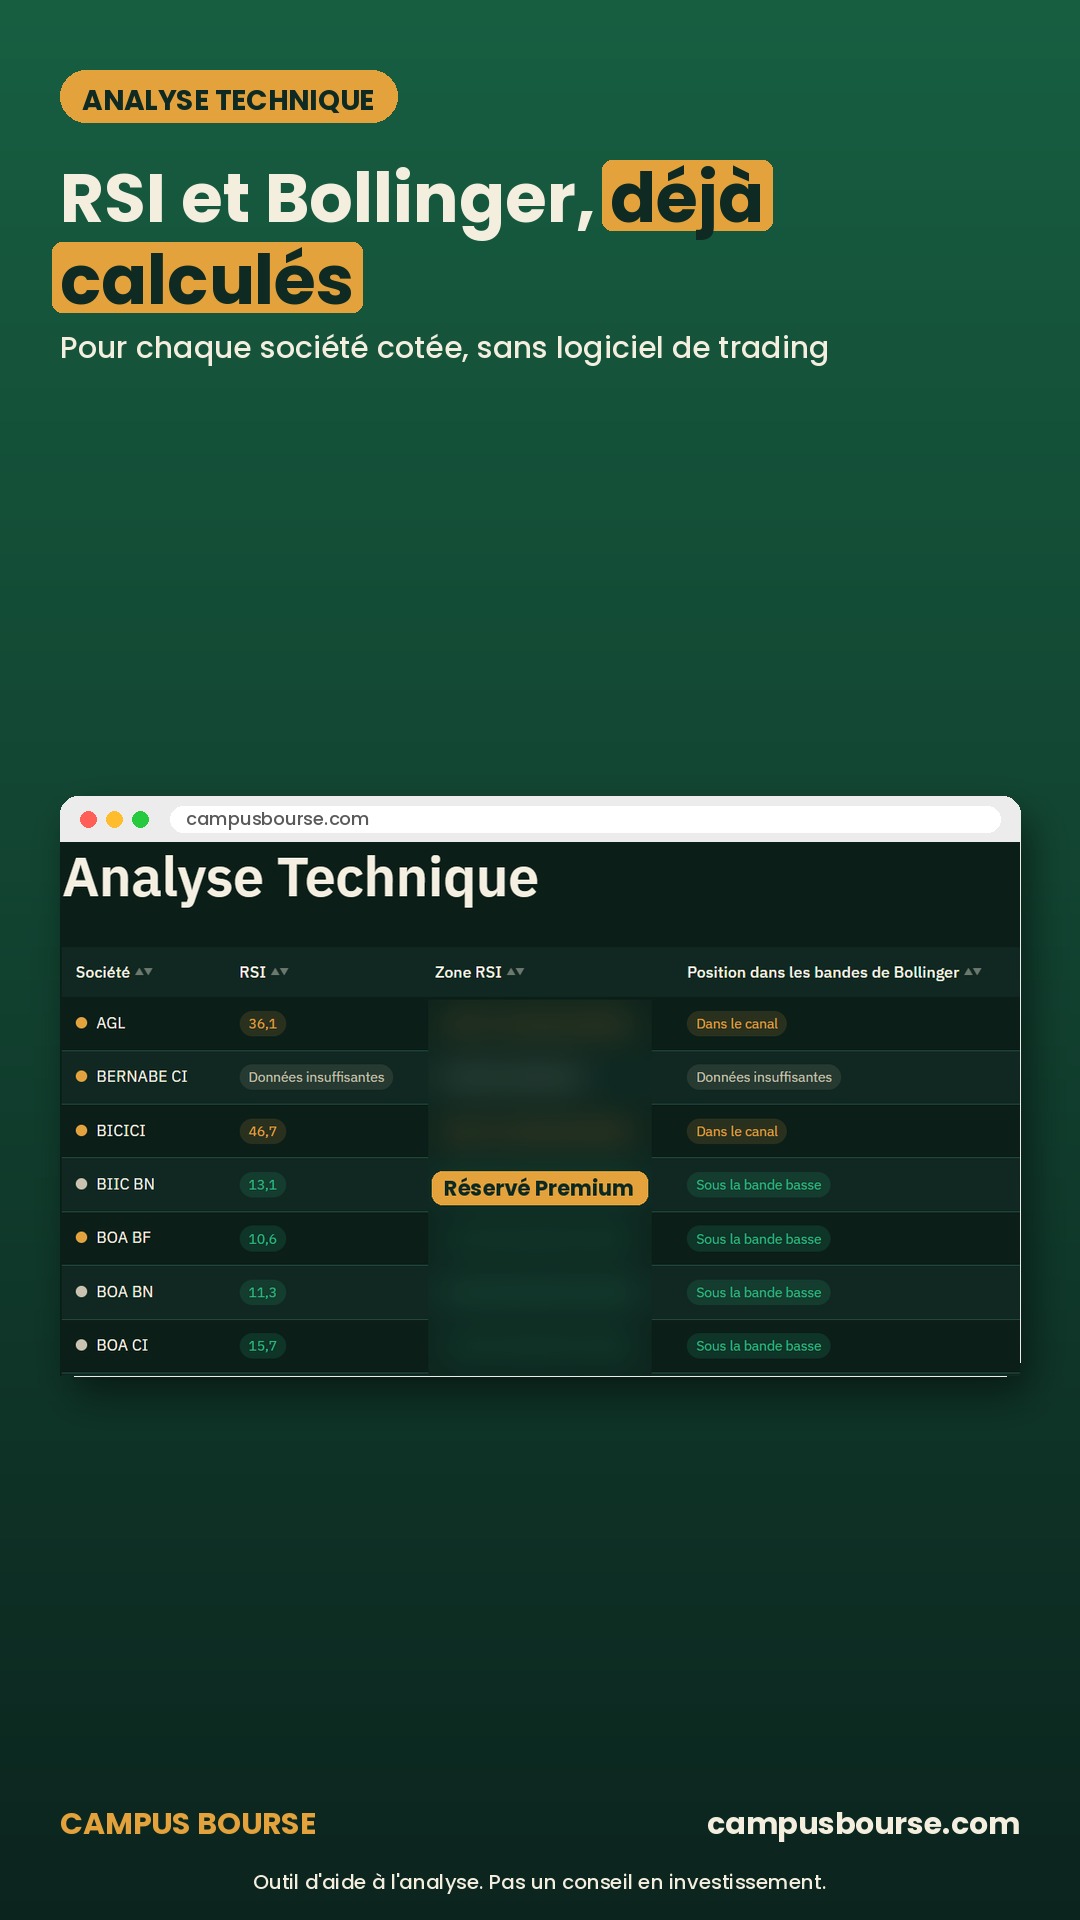 ANALYSE TECHNIQUE
RSI et Bollinger, déjà
calculés
Pour chaque société cotée, sans logiciel de trading
campusbourse.com
Analyse Technique
Société ▲▼ RSI ▲▼ Zone RSI ▲▼ Position dans les bandes de Bollinger ▲▼
AGL 36,1 Dans le canal
BERNABE CI Données insuffisantes Données insuffisantes
BICICI 46,7 Dans le canal
BIIC BN 13,1 Réservé Premium Sous la bande basse
BOA BF 10,6 Sous la bande basse
BOA BN 11,3 Sous la bande basse
BOA CI 15,7 Sous la bande basse
CAMPUS BOURSE campusbourse.com
Outil d'aide à l'analyse. Pas un conseil en investissement.